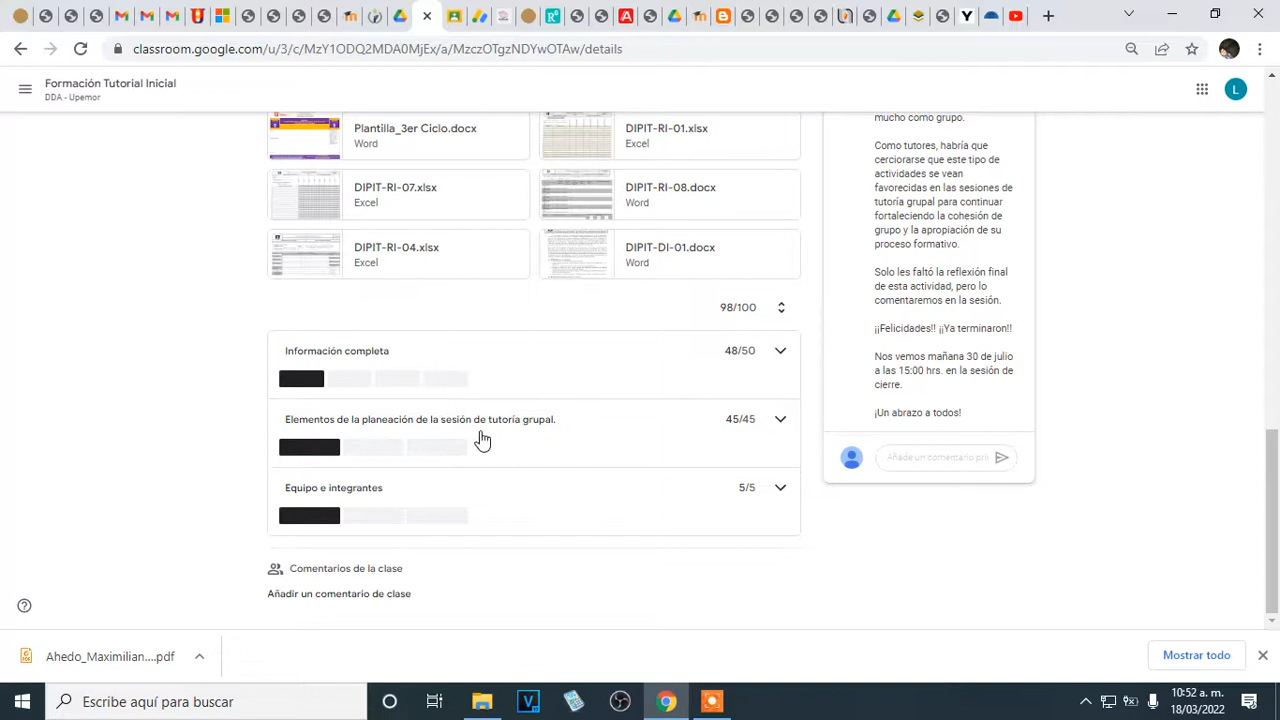 classroom.google.com/u/3/c/MzY1ODQ2MDA0MjEx/a/MzczOTgzNDYwOTAw/details
Formación Tutorial Inicial
DDA - Upemor
L
Plantilla_3er Ciclo.docx
Word
DIPIT-RI-01.xlsx
Excel
DIPIT-RI-07.xlsx
Excel
DIPIT-RI-08.docx
Word
DIPIT-RI-04.xlsx
Excel
DIPIT-DI-01.docx
Word
98/100
Información completa
48/50
Elementos de la planeación de la sesión de tutoría grupal.
45/45
Equipo e integrantes
5/5
Comentarios de la clase
Añadir un comentario de clase
mucho como grupo.
Como tutores, habría que
cerciorarse que este tipo de
actividades se vean
favorecidas en las sesiones de
tutoría grupal para continuar
fortaleciendo la cohesión de
grupo y la apropiación de su
proceso formativo.
Solo les faltó la reflexión final
de esta actividad, pero lo
comentaremos en la sesión.
¡¡Felicidades!! ¡¡Ya terminaron!!
Nos vemos mañana 30 de julio
a las 15:00 hrs. en la sesión de
cierre.
¡Un abrazo a todos!
Añade un comentario pri
Ahedo_Maximilian....pdf
Mostrar todo
Escribe aquí para buscar
10:52 a. m.
18/03/2022